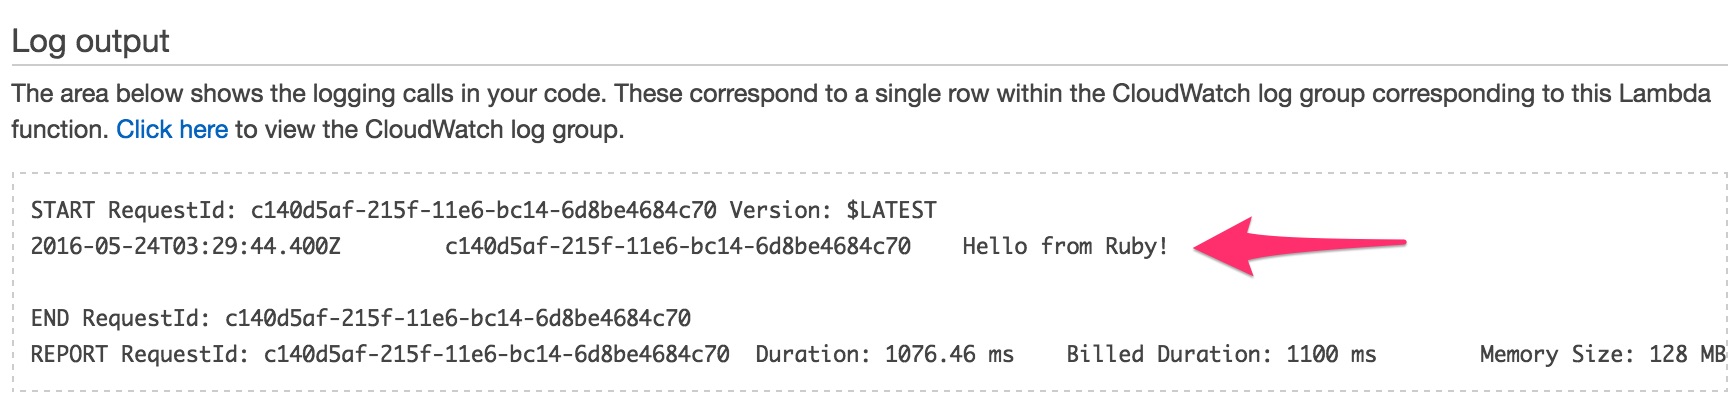 Log output
The area below shows the logging calls in your code. These correspond to a single row within the CloudWatch log group corresponding to this Lambda
function. Click here to view the CloudWatch log group.
START RequestId: c140d5af-215f-11e6-bc14-6d8be4684c70 Version: $LATEST
2016-05-24T03:29:44.400Z c140d5af-215f-11e6-bc14-6d8be4684c70 Hello from Ruby!
END RequestId: c140d5af-215f-11e6-bc14-6d8be4684c70
REPORT RequestId: c140d5af-215f-11e6-bc14-6d8be4684c70 Duration: 1076.46 ms Billed Duration: 1100 ms Memory Size: 128 MB